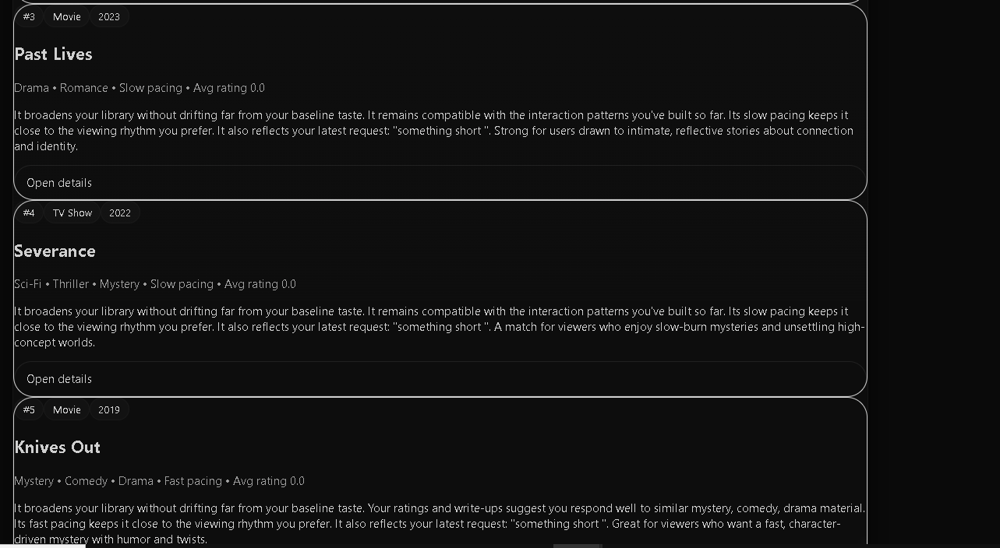 #3 Movie 2023
Past Lives
Drama • Romance • Slow pacing • Avg rating 0.0
It broadens your library without drifting far from your baseline taste. It remains compatible with the interaction patterns you've built so far. Its slow pacing keeps it
close to the viewing rhythm you prefer. It also reflects your latest request: "something short ". Strong for users drawn to intimate, reflective stories about connection
and identity.
Open details
#4 TV Show 2022
Severance
Sci-Fi • Thriller • Mystery • Slow pacing • Avg rating 0.0
It broadens your library without drifting far from your baseline taste. It remains compatible with the interaction patterns you've built so far. Its slow pacing keeps it
close to the viewing rhythm you prefer. It also reflects your latest request: "something short ". A match for viewers who enjoy slow-burn mysteries and unsettling high-
concept worlds.
Open details
#5 Movie 2019
Knives Out
Mystery • Comedy • Drama • Fast pacing • Avg rating 0.0
It broadens your library without drifting far from your baseline taste. Your ratings and write-ups suggest you respond well to similar mystery, comedy, drama material.
Its fast pacing keeps it close to the viewing rhythm you prefer. It also reflects your latest request: "something short ". Great for viewers who want a fast, character-
driven mystery with humor and twists.